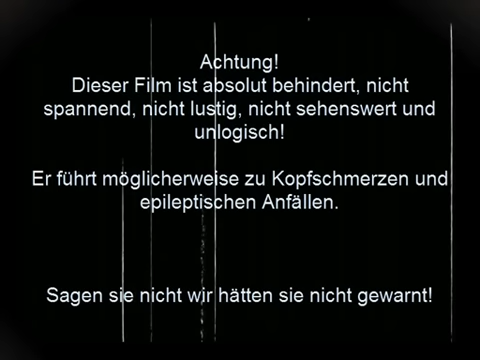 Achtung!
Dieser Film ist absolut behindert, nicht
spannend, nicht lustig, nicht sehenswert und
unlogisch!
Er führt möglicherweise zu Kopfschmerzen und
epileptischen Anfällen.
Sagen sie nicht wir hätten sie nicht gewarnt!